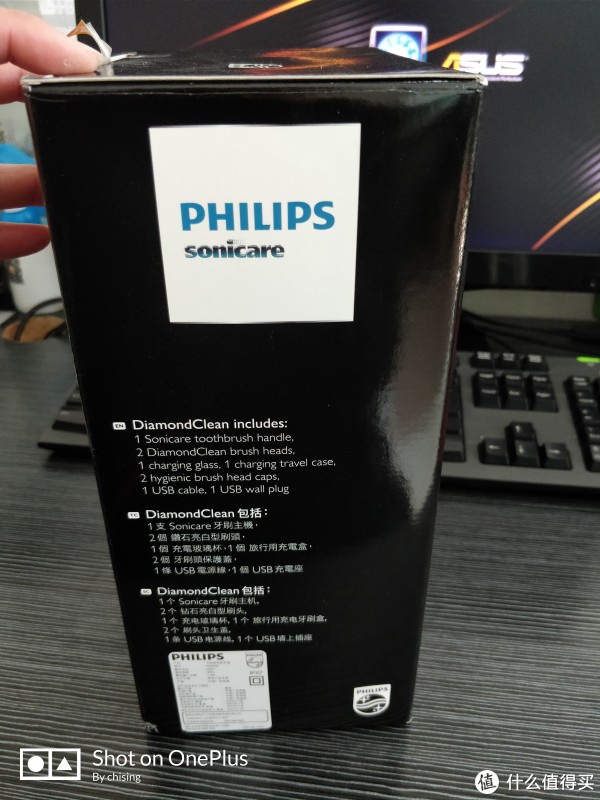 ASUS
PHILIPS
sonicare
EN DiamondClean includes:
1 Sonicare toothbrush handle,
2 DiamondClean brush heads,
1 charging glass, 1 charging travel case,
2 hygienic brush head caps,
1 USB cable, 1 USB wall plug
TC DiamondClean 包括：
1支 Sonicare 牙刷主機，
2個 鑽石亮白型刷頭，
1個 充電玻璃杯，1個 旅行用充電盒，
2個 牙刷頭保護蓋，
1條 USB 電源線，1個 USB 充電座
SC DiamondClean 包括：
1个 Sonicare 牙刷主机，
2个 钻石亮白型刷头，
1个 充电玻璃杯，1个 旅行用充电牙刷盒，
2个 刷头卫生盖，
1条 USB 电源线，1个 USB 墙上插座
PHILIPS
IPX7
PHILIPS
Shot on OnePlus
By chising
值 什么值得买